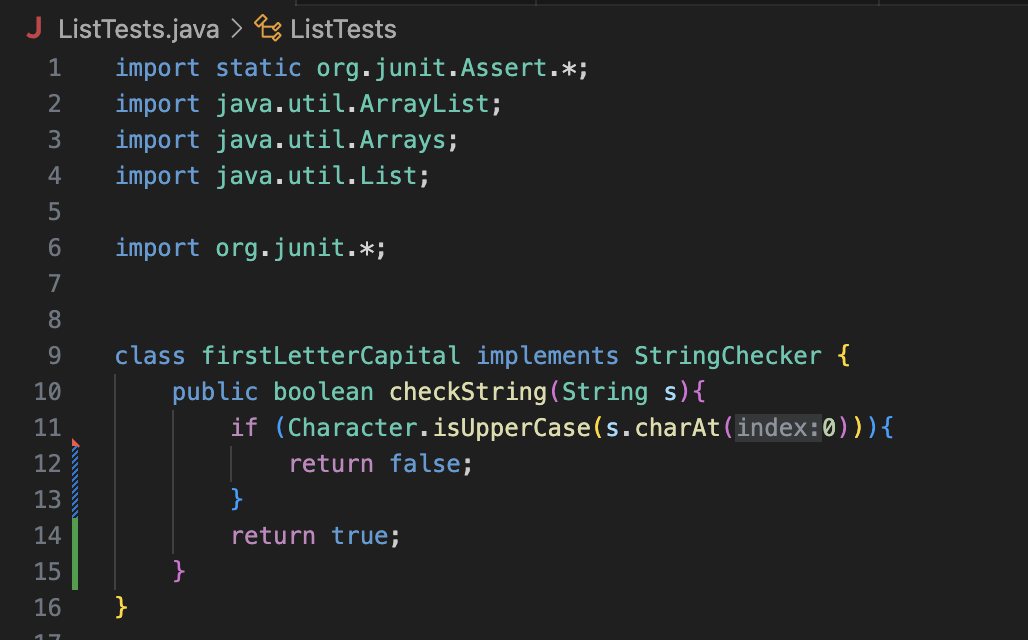 J ListTests.java > ListTests
1 import static org.junit.Assert.*;
2 import java.util.ArrayList;
3 import java.util.Arrays;
4 import java.util.List;
5
6 import org.junit.*;
7
8
9 class firstLetterCapital implements StringChecker {
10     public boolean checkString(String s){
11         if (Character.isUpperCase(s.charAt(index:0))){
12             return false;
13         }
14         return true;
15     }
16 }
17